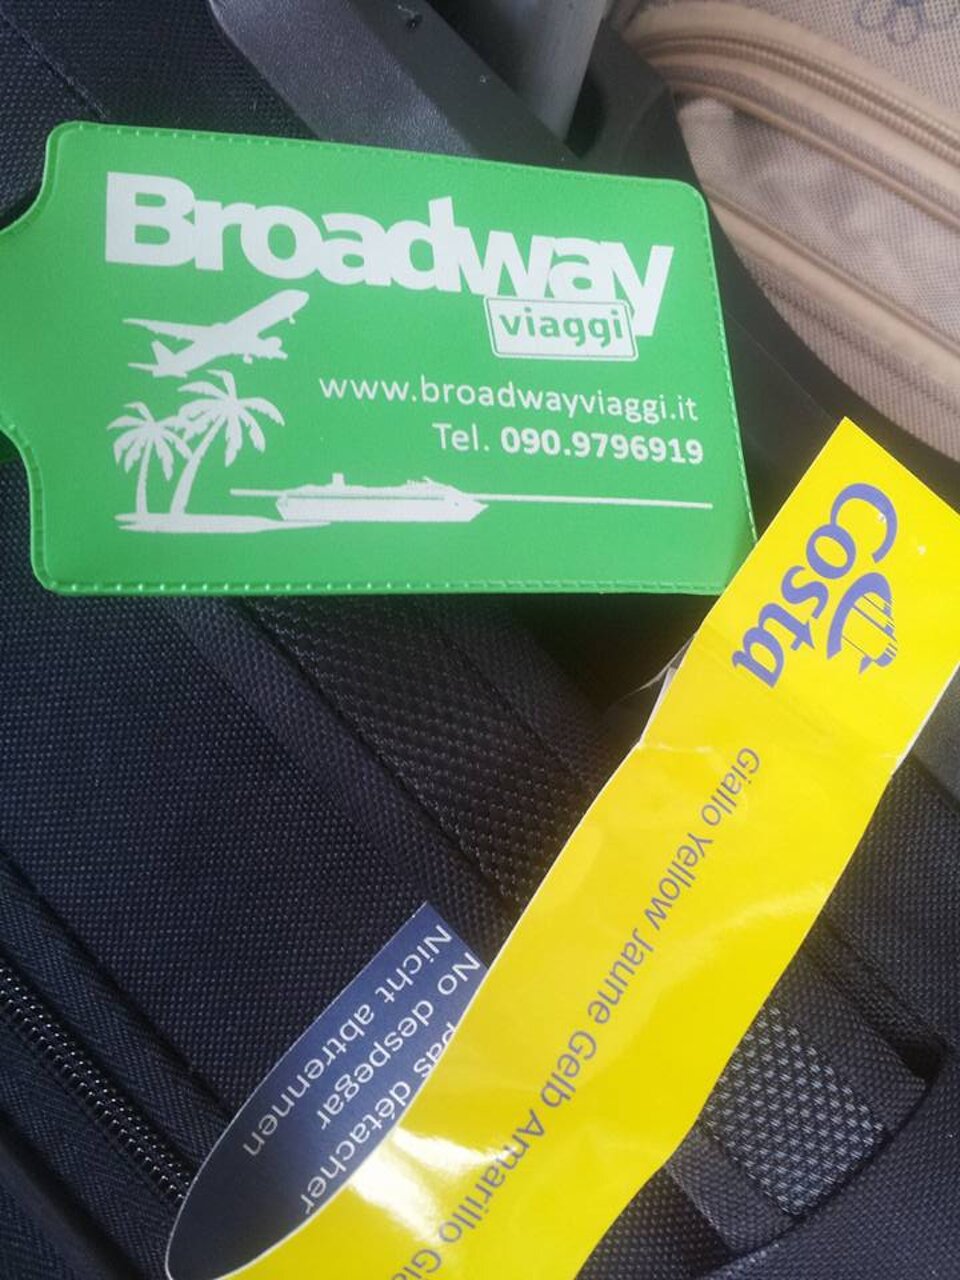 Broadway
viaggi
www.broadwayviaggi.it
Tel. 090.9796919
Costa
Giallo Yellow Jaune Gelb Amarillo
pas détacher
No despegar
Nicht abtrennen